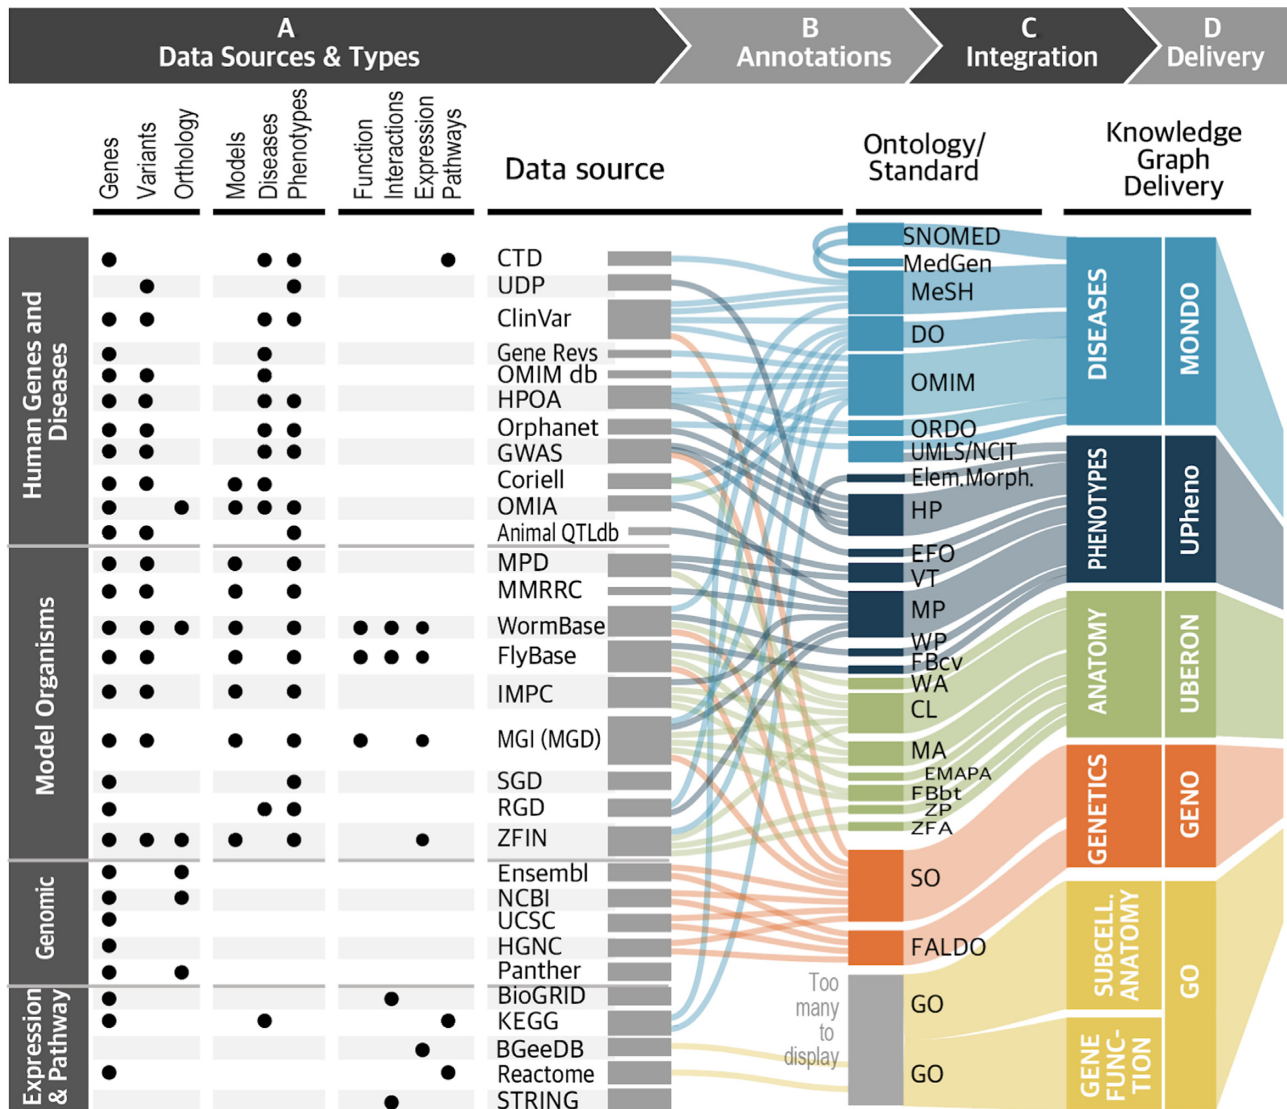 A
Data Sources & Types
B
Annotations
C
Integration
D
Delivery
Genes
Variants
Orthology
Models
Diseases
Phenotypes
Function
Interactions
Expression
Pathways
Data source
Ontology/
Standard
Knowledge
Graph
Delivery
Human Genes and
Diseases
CTD
UDP
ClinVar
Gene Revs
OMIM db
HPOA
Orphanet
GWAS
Coriell
OMIA
Animal QTLdb
Model Organisms
MPD
MMRRC
WormBase
FlyBase
IMPC
MGI (MGD)
SGD
RGD
ZFIN
Genomic
Ensembl
NCBI
UCSC
HGNC
Panther
Expression
& Pathway
BioGRID
KEGG
BGeeDB
Reactome
STRING
SNOMED
MedGen
MeSH
DO
OMIM
ORDO
UMLS/NCIT
Elem.Morph.
HP
EFO
VT
MP
WP
FBcv
WA
CL
MA
EMAPA
FBbt
ZP
ZFA
SO
FALDO
Too
many
to
display
GO
GO
DISEASES
MONDO
PHENOTYPES
UPheno
ANATOMY
UBERON
GENETICS
GENO
SUBCELL.
ANATOMY
GENE
FUNC-
TION
GO